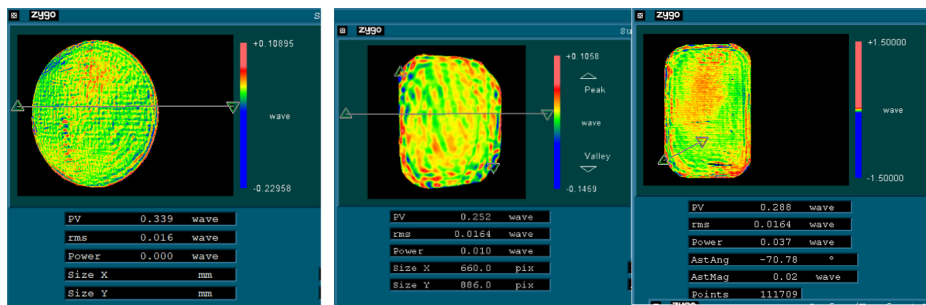 zygo S
+0.10895
wave
-0.22958
PV 0.339 wave
rms 0.016 wave
Power 0.000 wave
Size X mm
Size Y mm
zygo Su
+0.1058
Peak
wave
Valley
-0.1459
PV 0.252 wave
rms 0.0164 wave
Power 0.010 wave
Size X 660.0 pix
Size Y 886.0 pix
zygo
+1.50000
wave
-1.50000
PV 0.288 wave
rms 0.0164 wave
Power 0.037 wave
AstAng -70.78 °
AstMag 0.02 wave
Points 111709
zygo